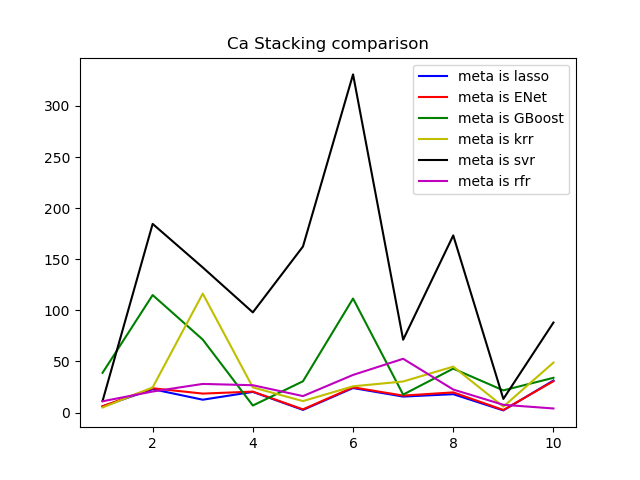 Ca Stacking comparison
meta is lasso
meta is ENet
meta is GBoost
meta is krr
meta is svr
meta is rfr
300
250
200
150
100
50
0
2 4 6 8 10